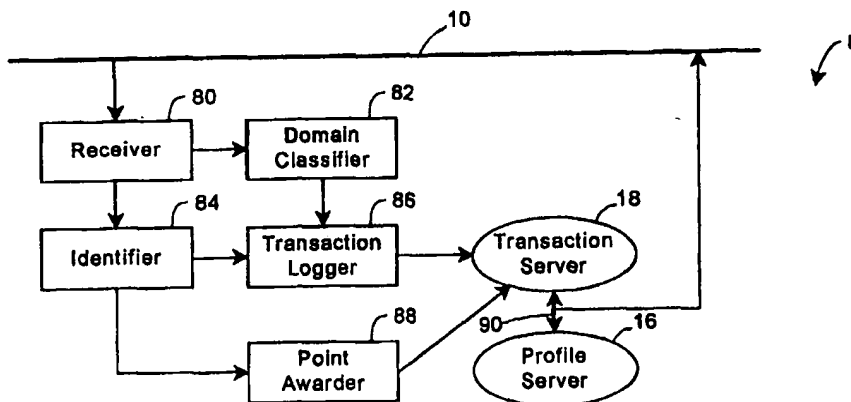 10
80
82
Receiver
Domain
Classifier
84
86
18
Identifier
Transaction
Logger
Transaction
Server
88
90
16
Point
Awarder
Profile
Server